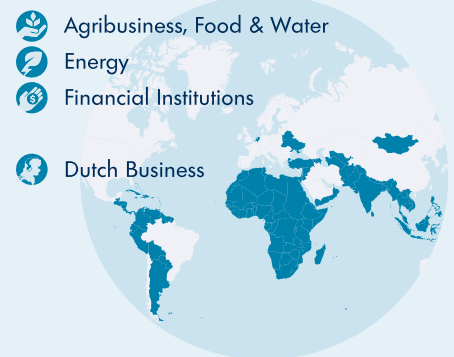 Agribusiness, Food & Water
Energy
$
Financial Institutions
Dutch Business